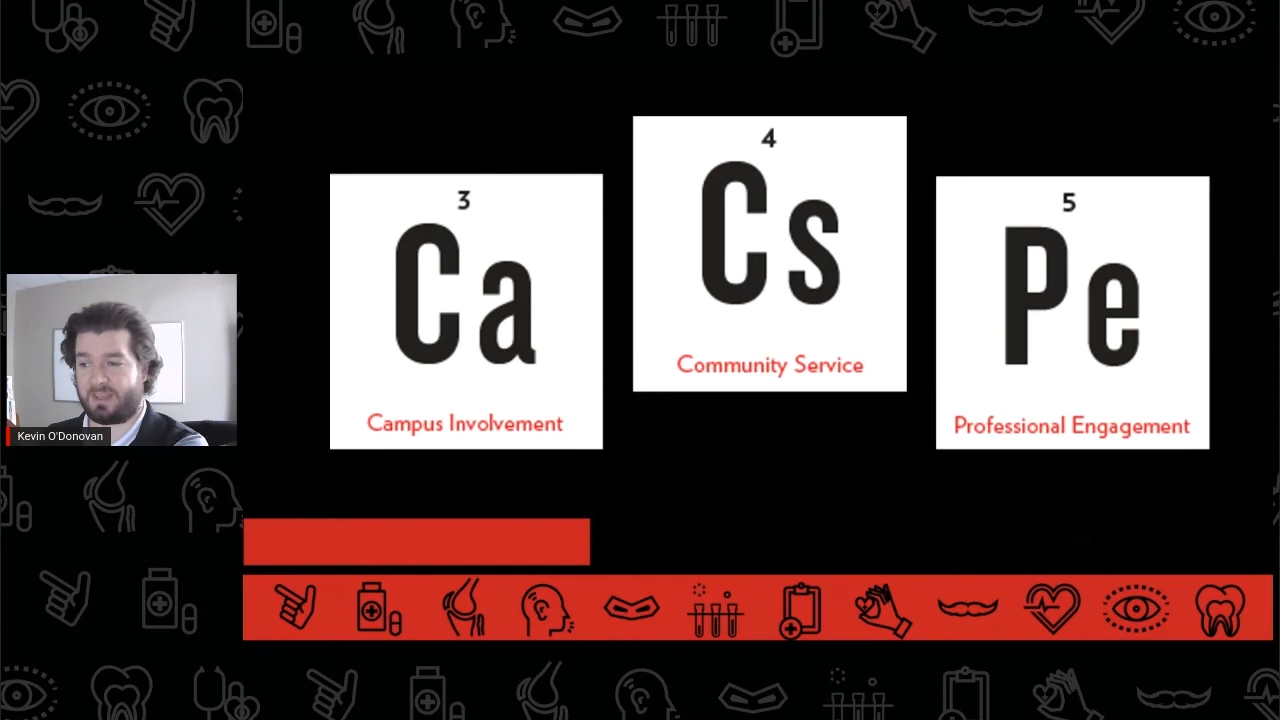 3
Ca
Campus Involvement
4
Cs
Community Service
5
Pe
Professional Engagement
Kevin O'Donovan